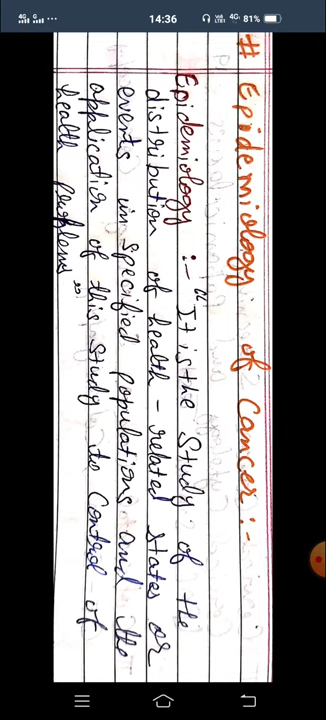 14:36
4G 81%
# Epidemiology of Cancer :-
Epidemiology :- "It is the Study of the
distribution of health - related states or
events in specified populations and the
application of this study to Control of
health problems"